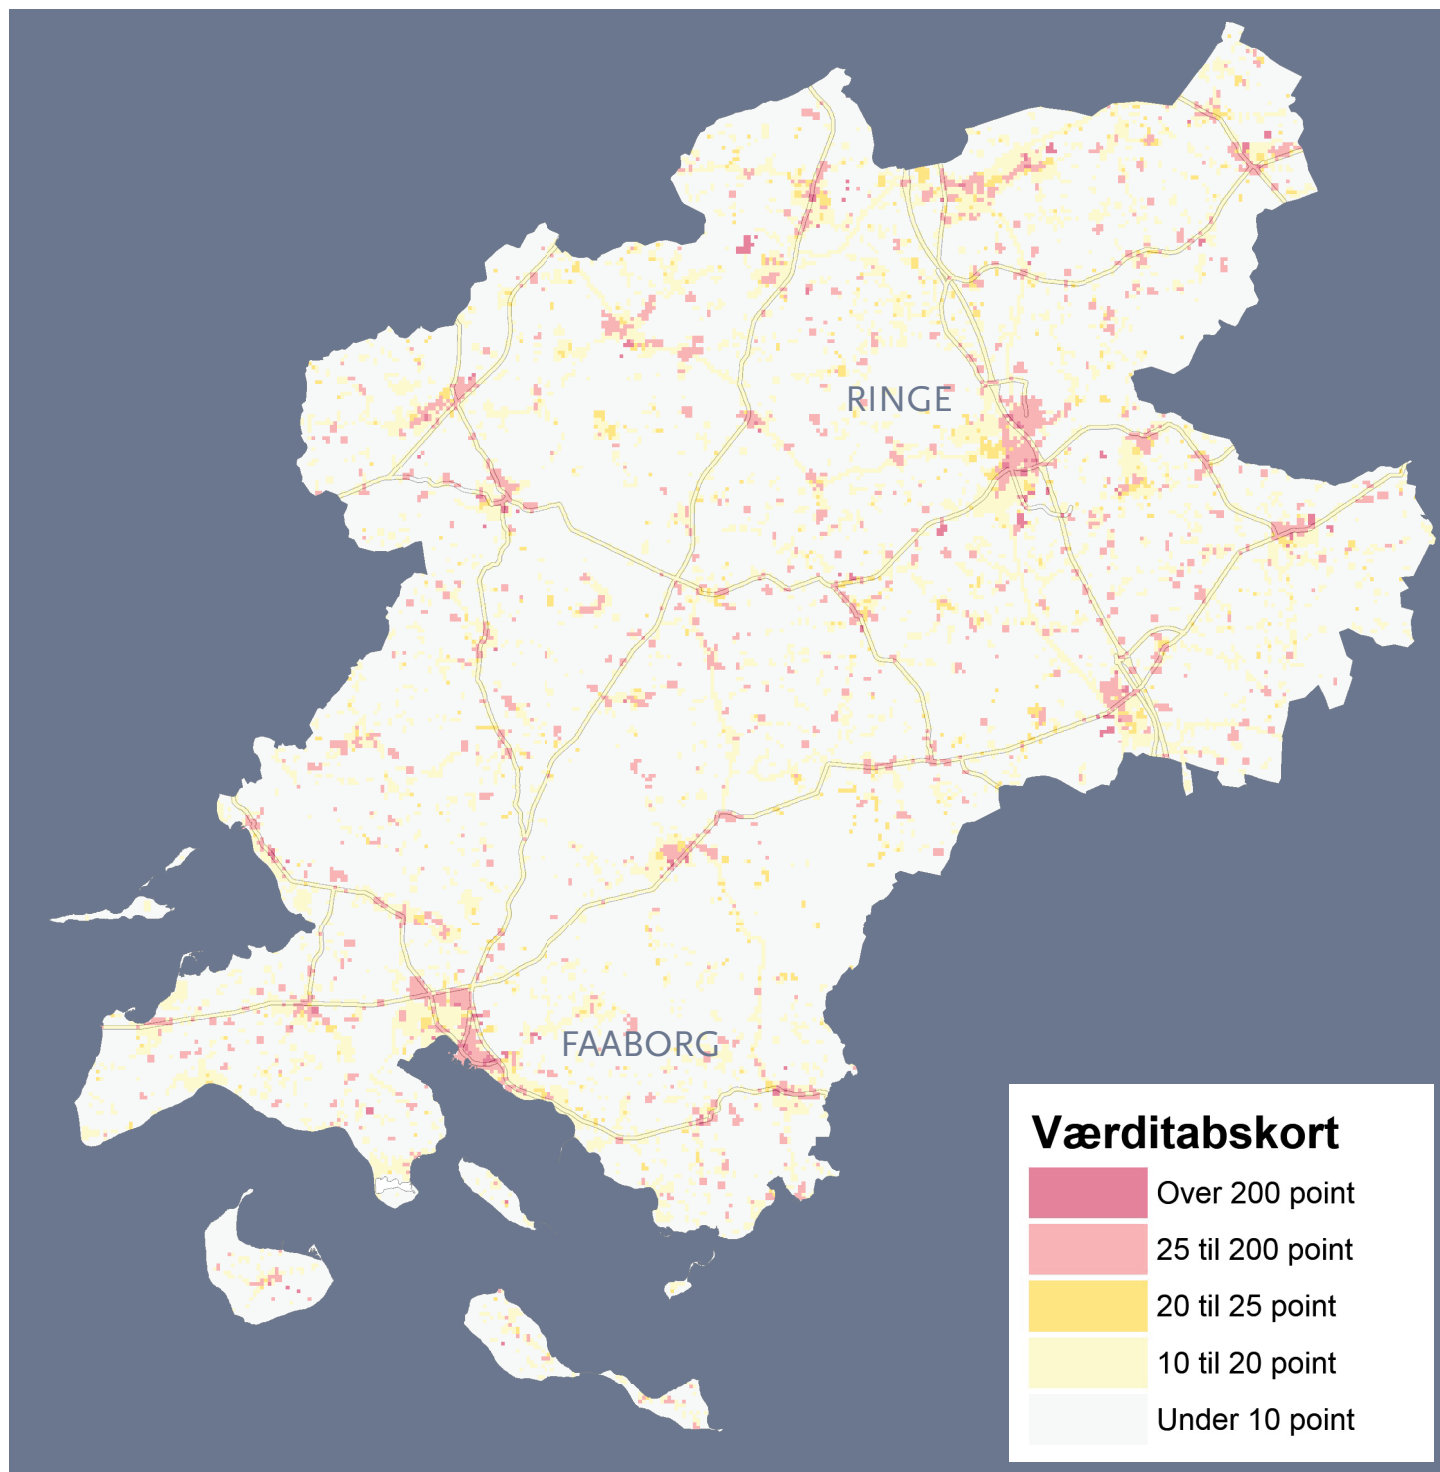 RINGE
FAABORG
Værditabskort
Over 200 point
25 til 200 point
20 til 25 point
10 til 20 point
Under 10 point